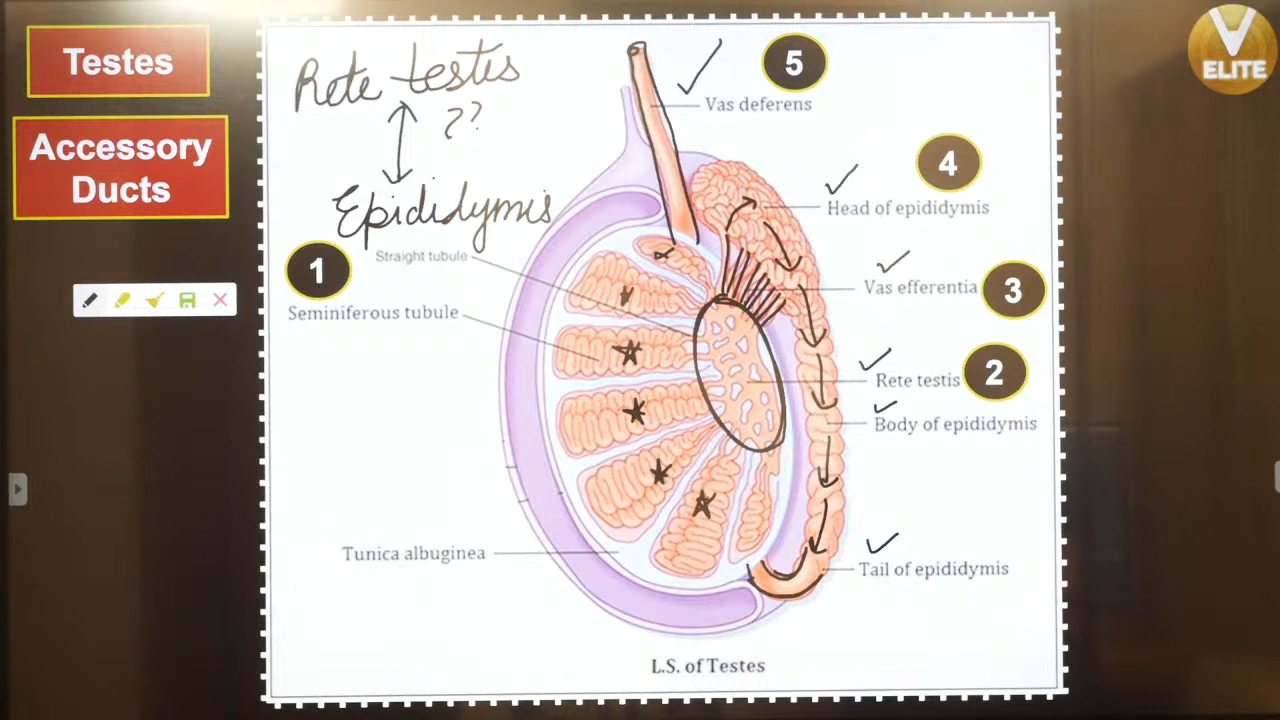 Testes
Accessory
Ducts
V
ELITE
Rete testis
??
Epididymis
5
Vas deferens
4
Head of epididymis
1
Straight tubule
Seminiferous tubule
Vas efferentia
3
Rete testis
2
Body of epididymis
Tunica albuginea
Tail of epididymis
L.S. of Testes